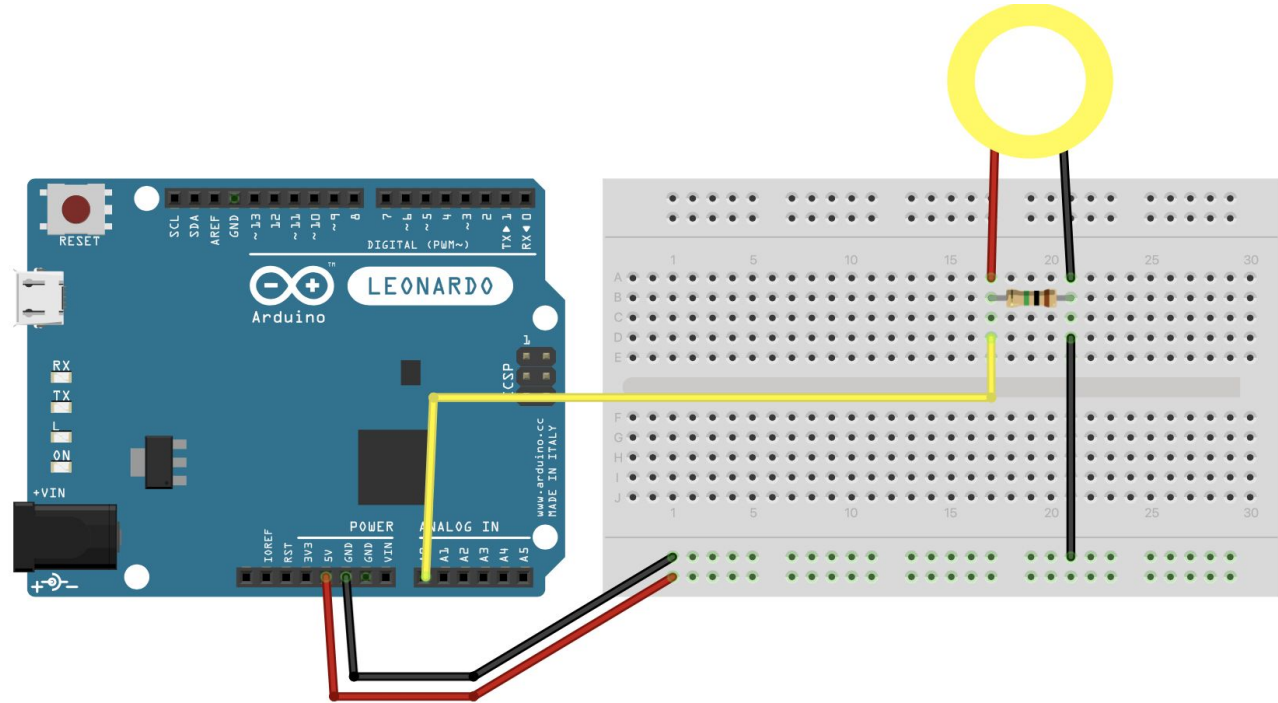 RESET
SCL
SDA
AREF
GND
~13
12
~11
~10
~9
8
7
~6
~5
4
~3
2
TX▶1
RX◀0
DIGITAL (PWM~)
TM
Arduino
LEONARDO
1
RX
TX
L
ON
+VIN
www.arduino.cc
MADE IN ITALY
POWER
ANALOG IN
IOREF
RST
3V3
5V
GND
GND
VIN
A1
A2
A3
A4
A5
1 5 10 15 20 25 30
A
B
C
D
E
F
G
H
I
J
1 5 10 15 20 25 30